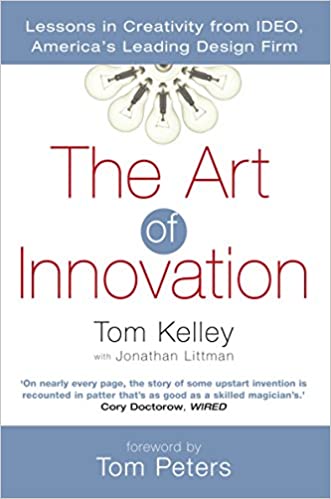 Lessons in Creativity from IDEO,
America's Leading Design Firm
The Art
of
Innovation
Tom Kelley
with Jonathan Littman
'On nearly every page, the story of some upstart invention is
recounted in patter that's as good as a skilled magician's.'
Cory Doctorow, WIRED
foreword by
Tom Peters